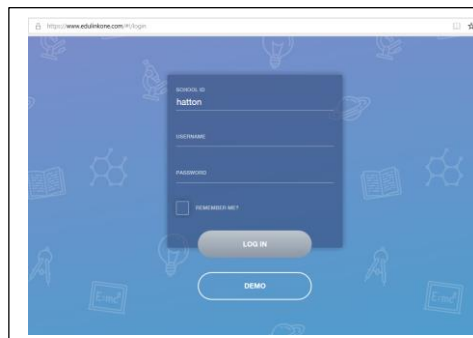 https://www.edulinkone.com/#!/login
SCHOOL ID
hatton
USERNAME
PASSWORD
REMEMBER ME?
LOG IN
DEMO